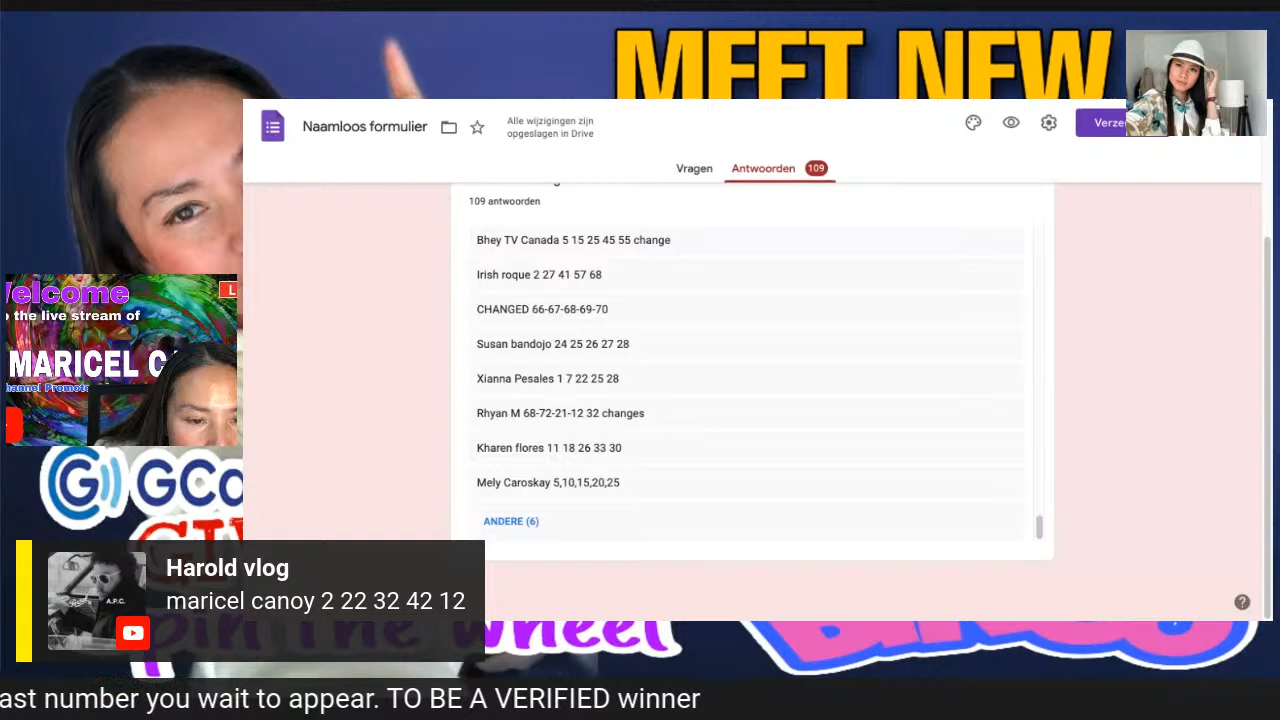 MEET NEW
Naamloos formulier
Alle wijzigingen zijn
opgeslagen in Drive
Vragen
Antwoorden 109
109 antwoorden
Bhey TV Canada 5 15 25 45 55 change
Irish roque 2 27 41 57 68
CHANGED 66-67-68-69-70
Susan bandojo 24 25 26 27 28
Xianna Pesales 1 7 22 25 28
Rhyan M 68-72-21-12 32 changes
Kharen flores 11 18 26 33 30
Mely Caroskay 5,10,15,20,25
ANDERE (6)
the live stream of
MARICEL
Harold vlog
maricel canoy 2 22 32 42 12
A.P.C.
The wheel
number you wait to appear. TO BE A VERIFIED winner